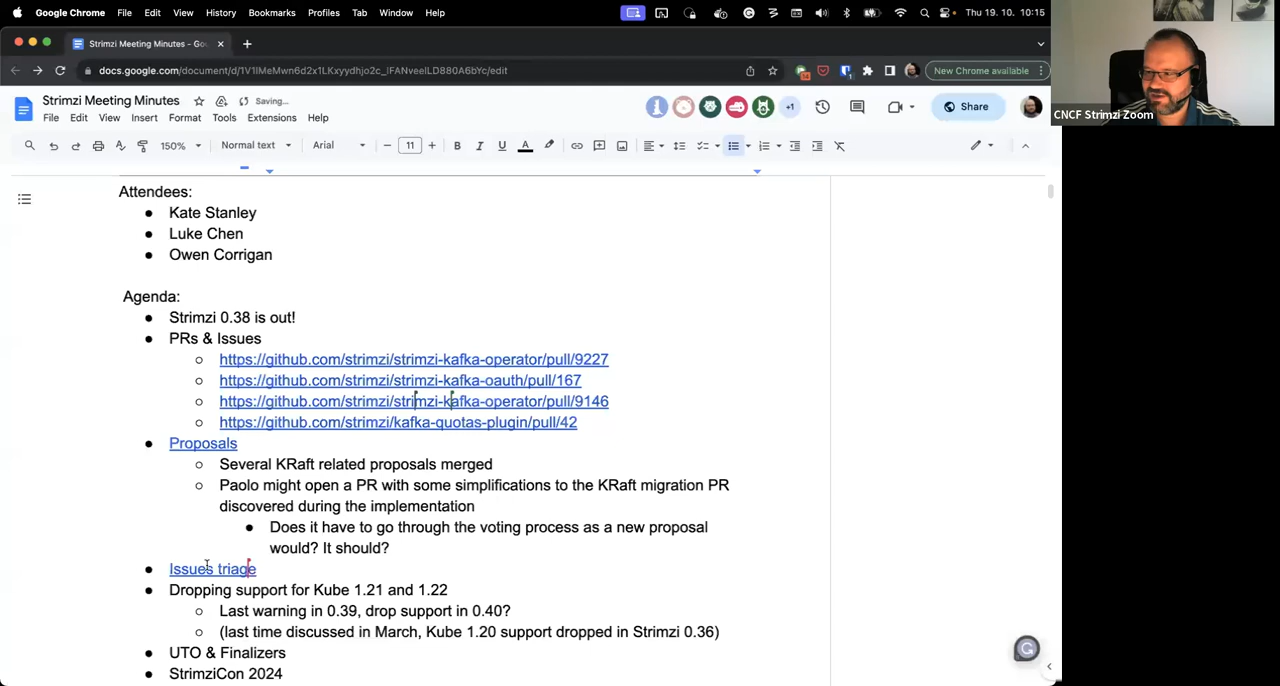 Google Chrome File Edit View History Bookmarks Profiles Tab Window Help Thu 19. 10. 10:15
Strimzi Meeting Minutes - Go
docs.google.com/document/d/1V1lMeMwn6d2x1LKxyydhjo2c_lFANveelLD880A6bYc/edit
New Chrome available
Strimzi Meeting Minutes
Saving...
+1
Share
File Edit View Insert Format Tools Extensions Help
CNCF Strimzi Zoom
150% Normal text Arial 11
Attendees:
Kate Stanley
Luke Chen
Owen Corrigan
Agenda:
Strimzi 0.38 is out!
PRs & Issues
https://github.com/strimzi/strimzi-kafka-operator/pull/9227
https://github.com/strimzi/strimzi-kafka-oauth/pull/167
https://github.com/strimzi/strimzi-kafka-operator/pull/9146
https://github.com/strimzi/kafka-quotas-plugin/pull/42
Proposals
Several KRaft related proposals merged
Paolo might open a PR with some simplifications to the KRaft migration PR
discovered during the implementation
Does it have to go through the voting process as a new proposal
would? It should?
Issues triage
Dropping support for Kube 1.21 and 1.22
Last warning in 0.39, drop support in 0.40?
(last time discussed in March, Kube 1.20 support dropped in Strimzi 0.36)
UTO & Finalizers
StrimziCon 2024